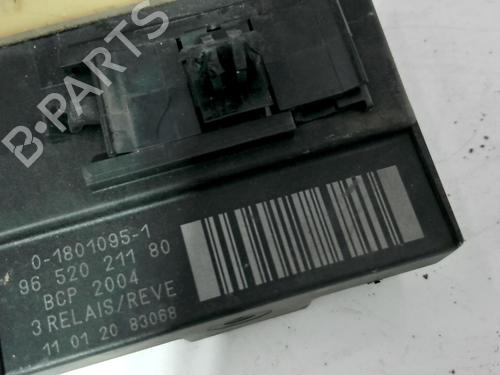 B-PARTS
0-1801095-1
96 520 211 80
BCP 2004
3 RELAIS/REVE
11 01 20 83068